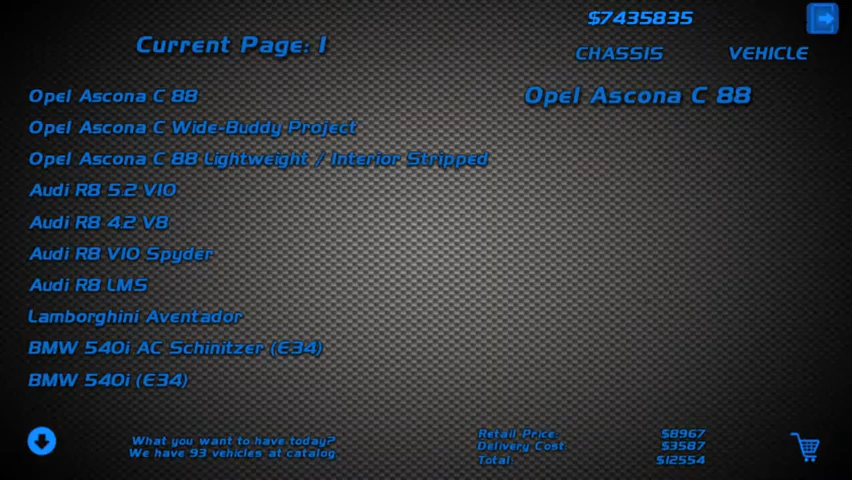 $7435835
Current Page: 1
CHASSIS VEHICLE
Opel Ascona C 88
Opel Ascona C 88
Opel Ascona C Wide-Buddy Project
Opel Ascona C 88 Lightweight / Interior Stripped
Audi R8 5.2 V10
Audi R8 4.2 V8
Audi R8 V10 Spyder
Audi R8 LMS
Lamborghini Aventador
BMW 540i AC Schinitzer (E34)
BMW 540i (E34)
What you want to have today?
We have 93 vehicles at catalog.
Retail Price: $8967
Delivery Cost: $3587
Total: $12554